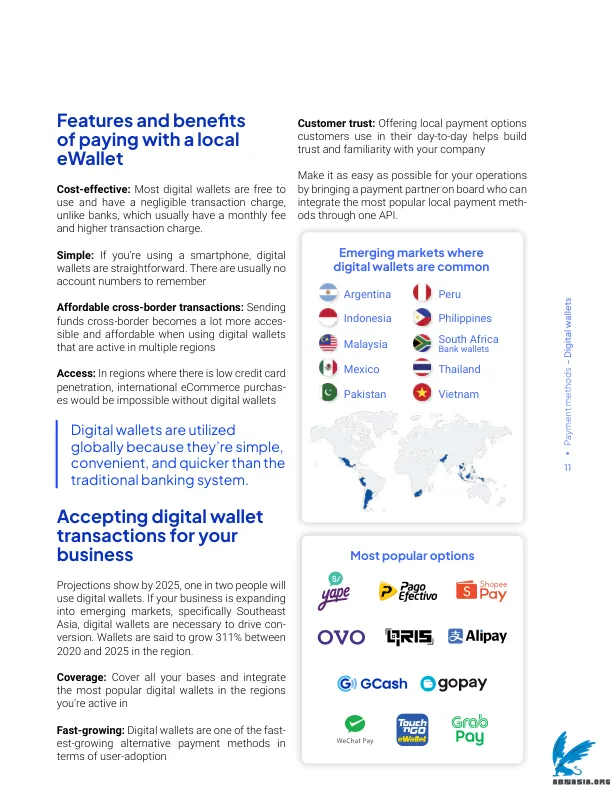 Features and benefits
of paying with a local
eWallet
Cost-effective: Most digital wallets are free to
use and have a negligible transaction charge,
unlike banks, which usually have a monthly fee
and higher transaction charge.
Simple: If you're using a smartphone, digital
wallets are straightforward. There are usually no
account numbers to remember
Affordable cross-border transactions: Sending
funds cross-border becomes a lot more acces-
sible and affordable when using digital wallets
that are active in multiple regions
Access: In regions where there is low credit card
penetration, international eCommerce purchas-
es would be impossible without digital wallets
Digital wallets are utilized
globally because they're simple,
convenient, and quicker than the
traditional banking system.
Accepting digital wallet
transactions for your
business
Projections show by 2025, one in two people will
use digital wallets. If your business is expanding
into emerging markets, specifically Southeast
Asia, digital wallets are necessary to drive con-
version. Wallets are said to grow 311% between
2020 and 2025 in the region.
Coverage: Cover all your bases and integrate
the most popular digital wallets in the regions
you're active in
Fast-growing: Digital wallets are one of the fast-
est-growing alternative payment methods in
terms of user-adoption
Customer trust: Offering local payment options
customers use in their day-to-day helps build
trust and familiarity with your company
Make it as easy as possible for your operations
by bringing a payment partner on board who can
integrate the most popular local payment meth-
ods through one API.
Emerging markets where
digital wallets are common
Argentina
Peru
Indonesia
Philippines
Malaysia
South Africa
Bank wallets
Mexico
Thailand
Pakistan
Vietnam
Most popular options
S/
yape
Pago
Efectivo
Shopee
Pay
OVO
QRIS
支 Alipay
GCash
gopay
WeChat Pay
Touch
'nGO
eWallet
Grab
Pay
Payment methods – Digital wallets
11
ABNASIA.ORG